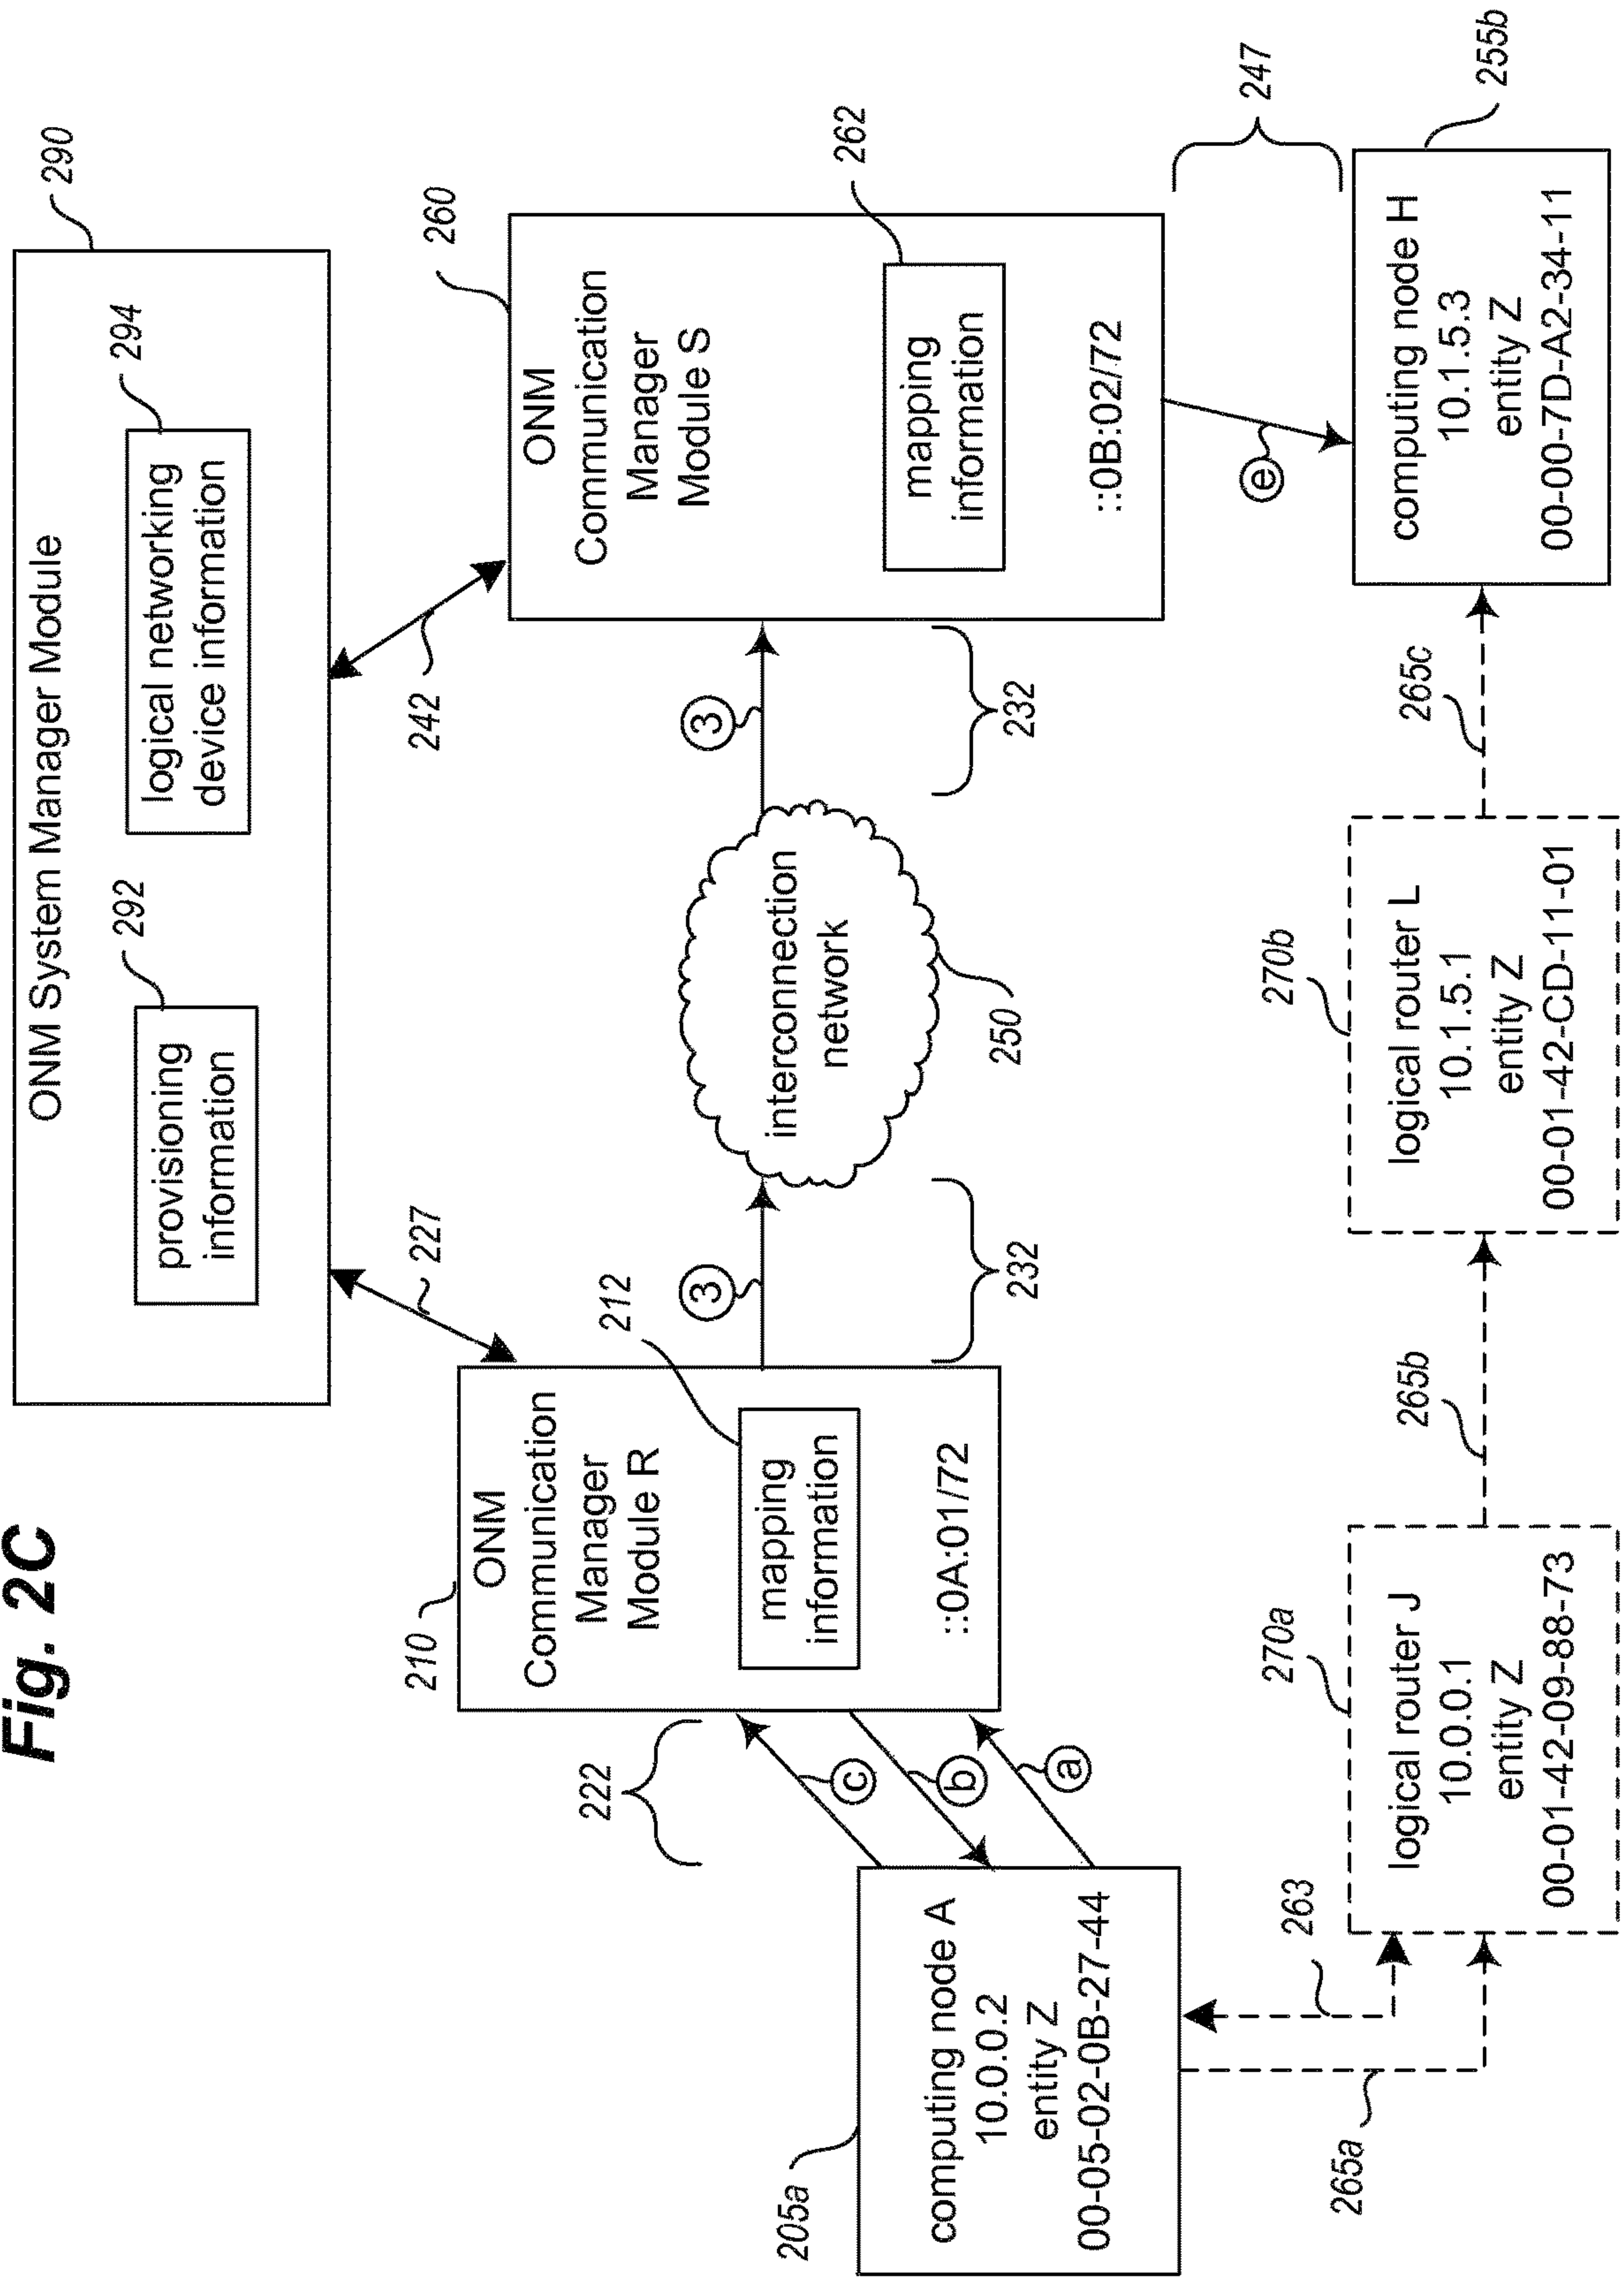 Fig. 2C
290
ONM System Manager Module
292
provisioning
information
294
logical networking
device information
227
242
210
ONM
Communication
Manager
Module R
212
mapping
information
::0A:01/72
260
ONM
Communication
Manager
Module S
262
mapping
information
::0B:02/72
3
3
232
232
interconnection
network
250
222
c
b
a
e
247
205a
computing node A
10.0.0.2
entity Z
00-05-02-0B-27-44
263
265a
270a
logical router J
10.0.0.1
entity Z
00-01-42-09-88-73
265b
270b
logical router L
10.1.5.1
entity Z
00-01-42-CD-11-01
265c
255b
computing node H
10.1.5.3
entity Z
00-00-7D-A2-34-11